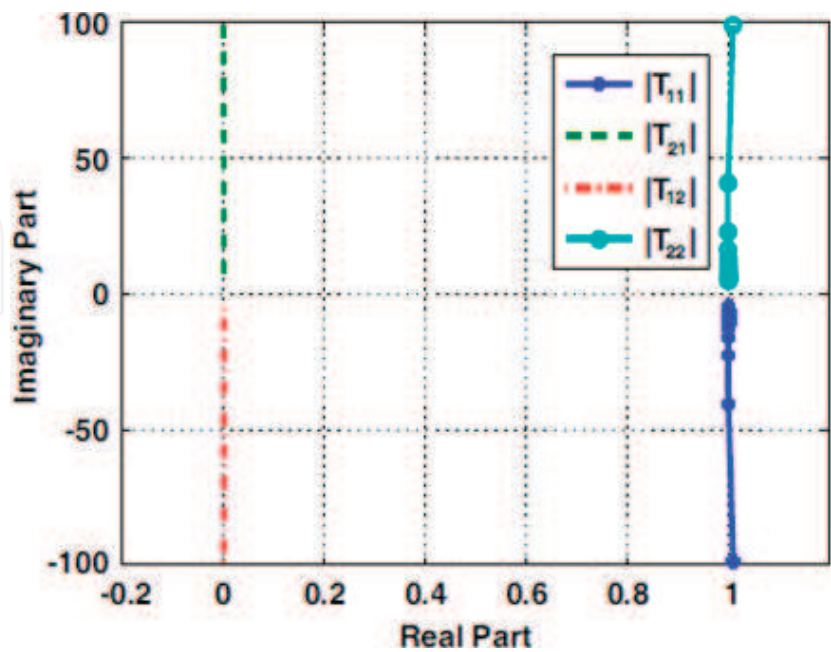 100
50
0
-50
-100
Imaginary Part
|T₁₁|
|T₂₁|
|T₁₂|
|T₂₂|
-0.2 0 0.2 0.4 0.6 0.8 1
Real Part